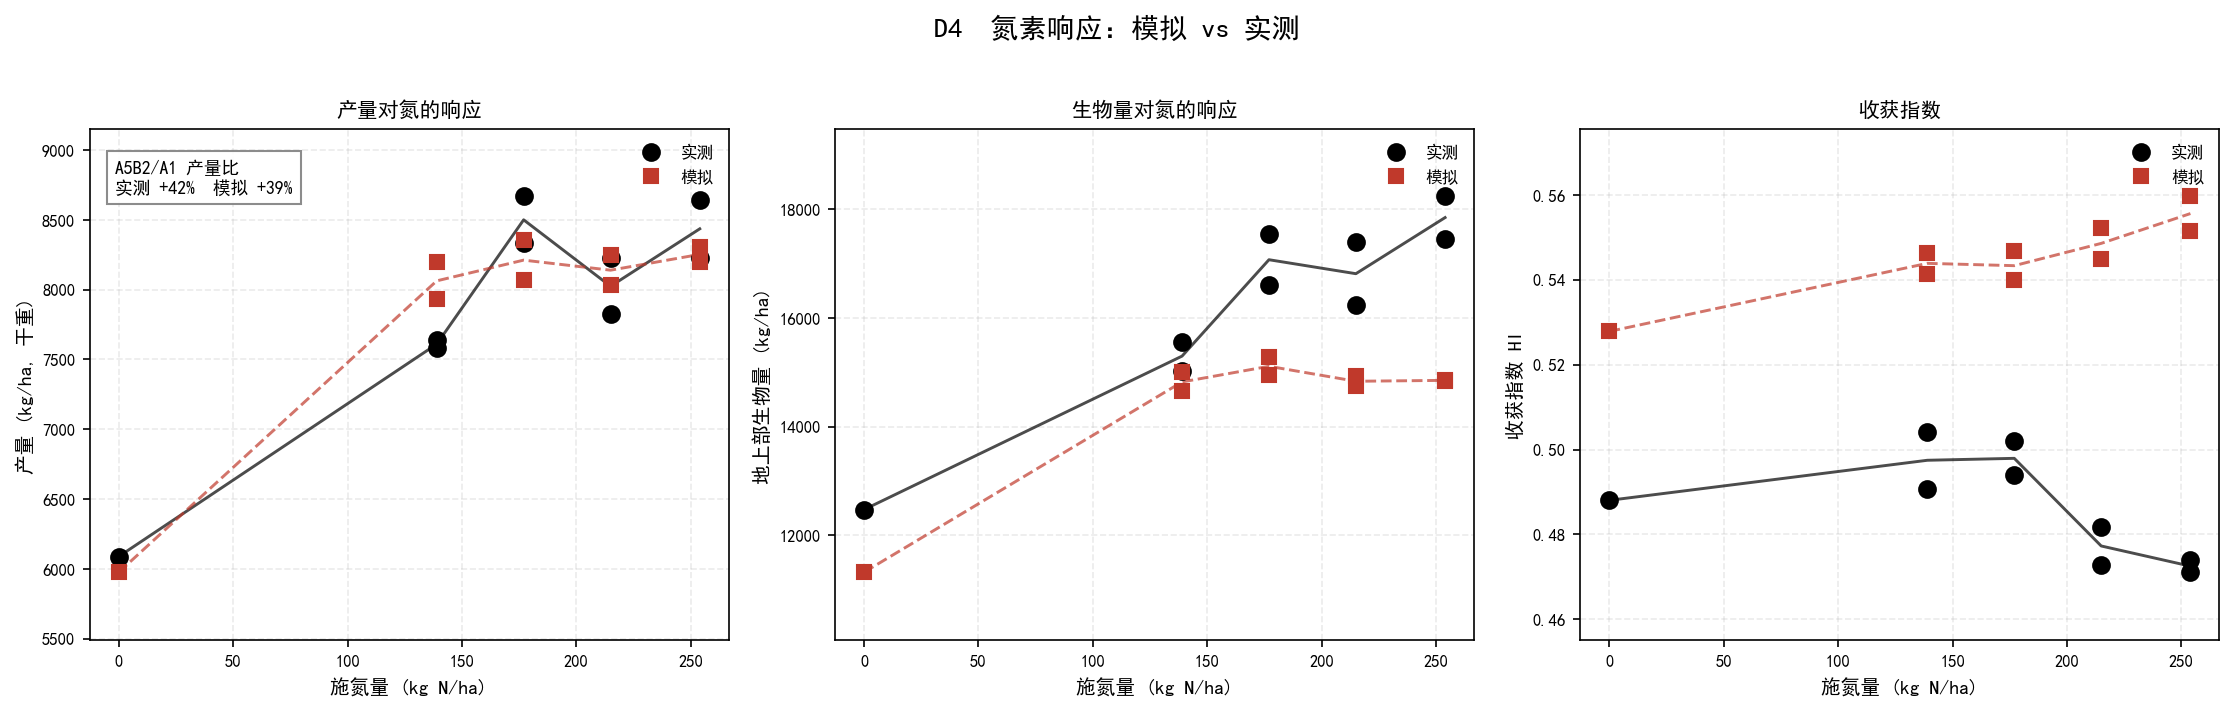 D4 氮素响应：模拟 vs 实测
产量对氮的响应
9000
8500
8000
7500
7000
6500
6000
5500
产量 (kg/ha, 干重)
A5B2/A1 产量比
实测 +42% 模拟 +39%
实测
模拟
0 50 100 150 200 250
施氮量 (kg N/ha)
生物量对氮的响应
18000
16000
14000
12000
地上部生物量 (kg/ha)
实测
模拟
0 50 100 150 200 250
施氮量 (kg N/ha)
收获指数
0.56
0.54
0.52
0.50
0.48
0.46
收获指数 HI
实测
模拟
0 50 100 150 200 250
施氮量 (kg N/ha)